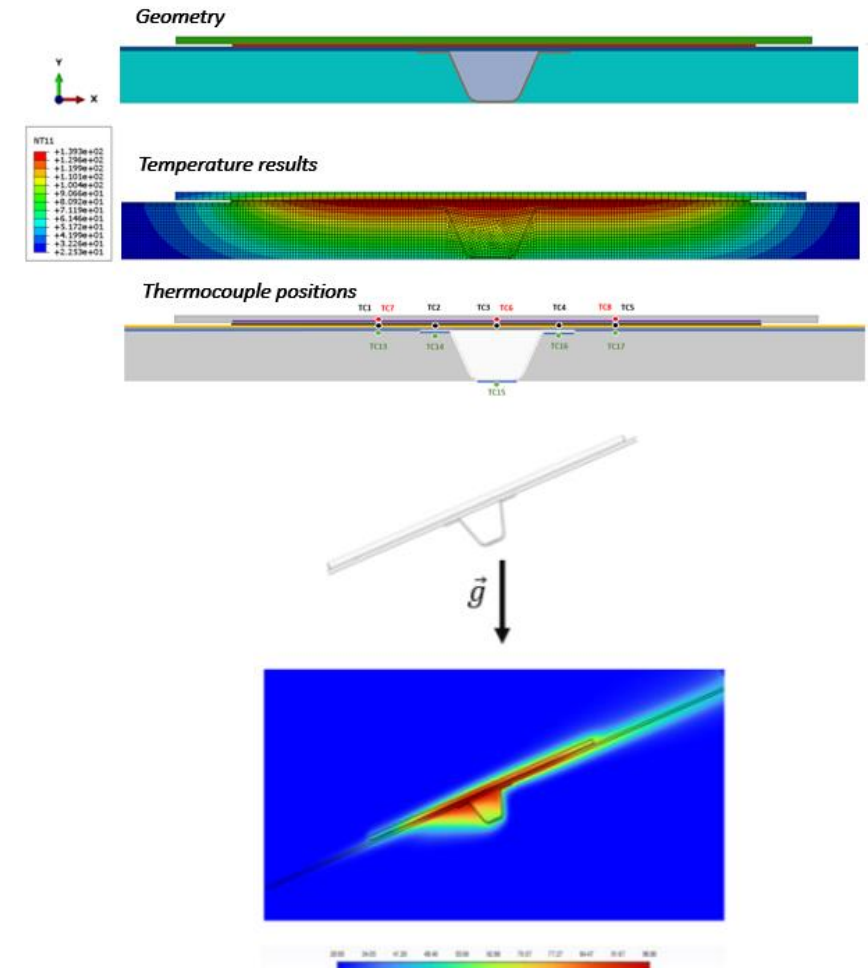 Geometry
Y
X
NT11
+1.393e+02
+1.296e+02
+1.199e+02
+1.101e+02
+1.004e+02
+9.066e+01
+8.092e+01
+7.119e+01
+6.146e+01
+5.172e+01
+4.199e+01
+3.226e+01
+2.253e+01
Temperature results
Thermocouple positions
TC1 TC7 TC2 TC3 TC6 TC4 TC8 TC5
TC13 TC14 TC16 TC17
TC15
g